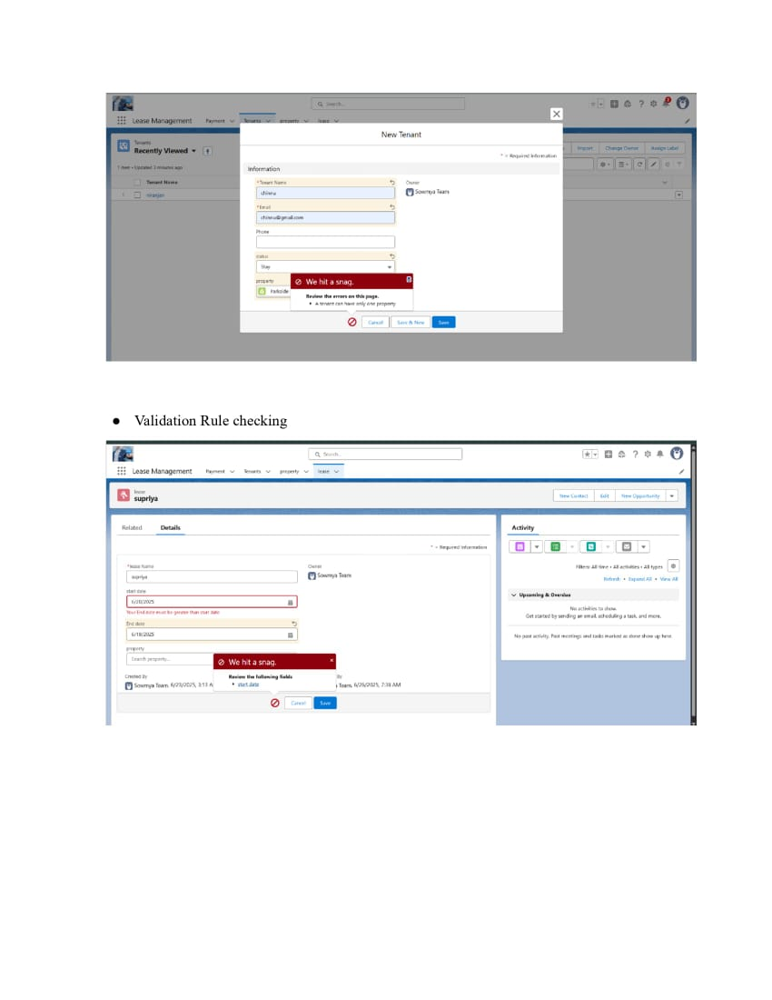 Search...
Lease Management Payment Tenants property lease
New Tenant
* = Required Information
Tenants
Recently Viewed
1 item • Updated 3 minutes ago
Import Change Owner Assign Label
Tenant Name
1 niranjan
Information
*Tenant Name
chinnu
Owner
Sowmya Team
*Email
chinnu@gmail.com
Phone
status
Stay
property
Parkside
We hit a snag.
Review the errors on this page.
• A tenant can have only one property
Cancel Save & New Save
● Validation Rule checking
Search...
Lease Management Payment Tenants property lease
lease
supriya
New Contact Edit New Opportunity
Related Details
* = Required Information
*lease Name
supriya
Owner
Sowmya Team
start date
6/20/2025
Your End date must be greater than start date
End date
6/18/2025
property
Search property...
We hit a snag.
Review the following fields
• start date
Created By
Sowmya Team, 6/23/2025, 3:13 A
By
Team, 6/26/2025, 7:38 AM
Cancel Save
Activity
Filters: All time • All activities • All types
Refresh • Expand All • View All
Upcoming & Overdue
No activities to show.
Get started by sending an email, scheduling a task, and more.
No past activity. Past meetings and tasks marked as done show up here.